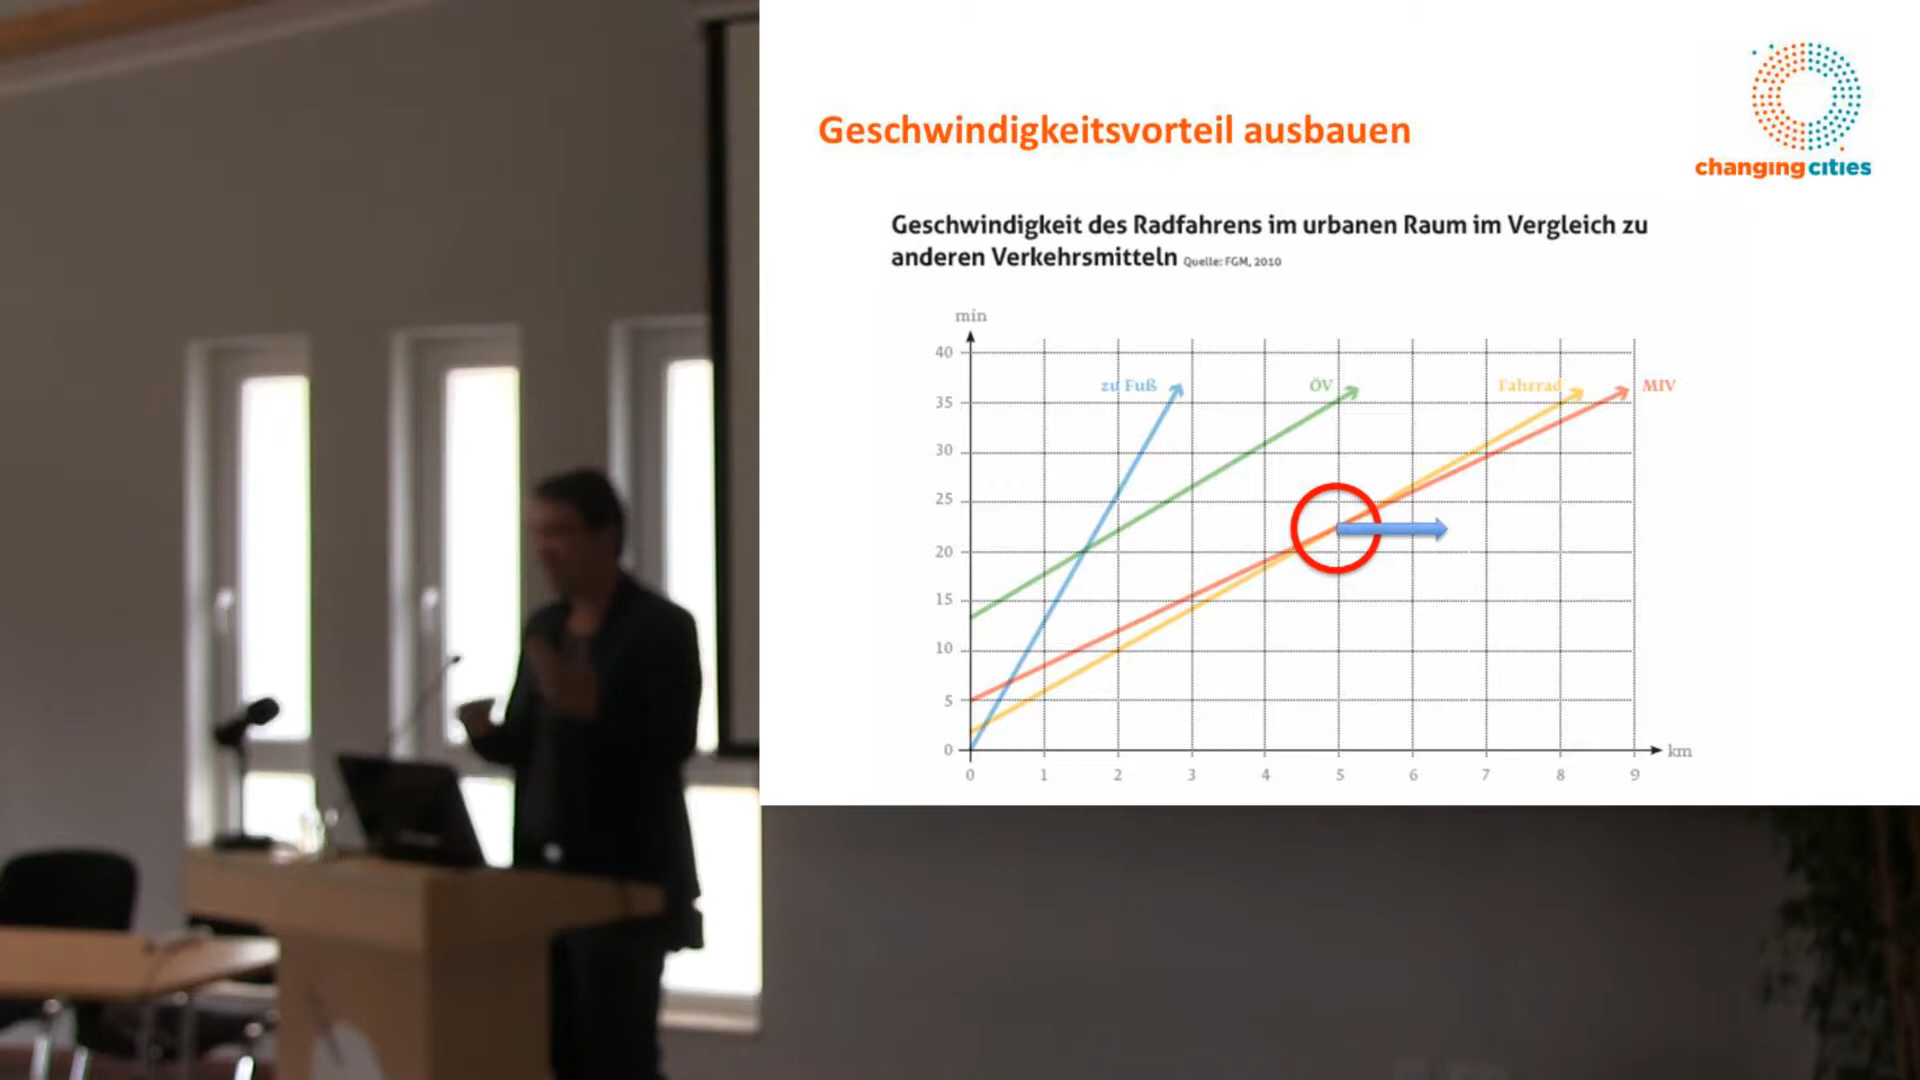 Geschwindigkeitsvorteil ausbauen
changing cities
Geschwindigkeit des Radfahrens im urbanen Raum im Vergleich zu
anderen Verkehrsmitteln Quelle: FGM, 2010
min
40
zu Fuß ÖV Fahrrad MIV
35
30
25
20
15
10
5
0 km
0 1 2 3 4 5 6 7 8 9